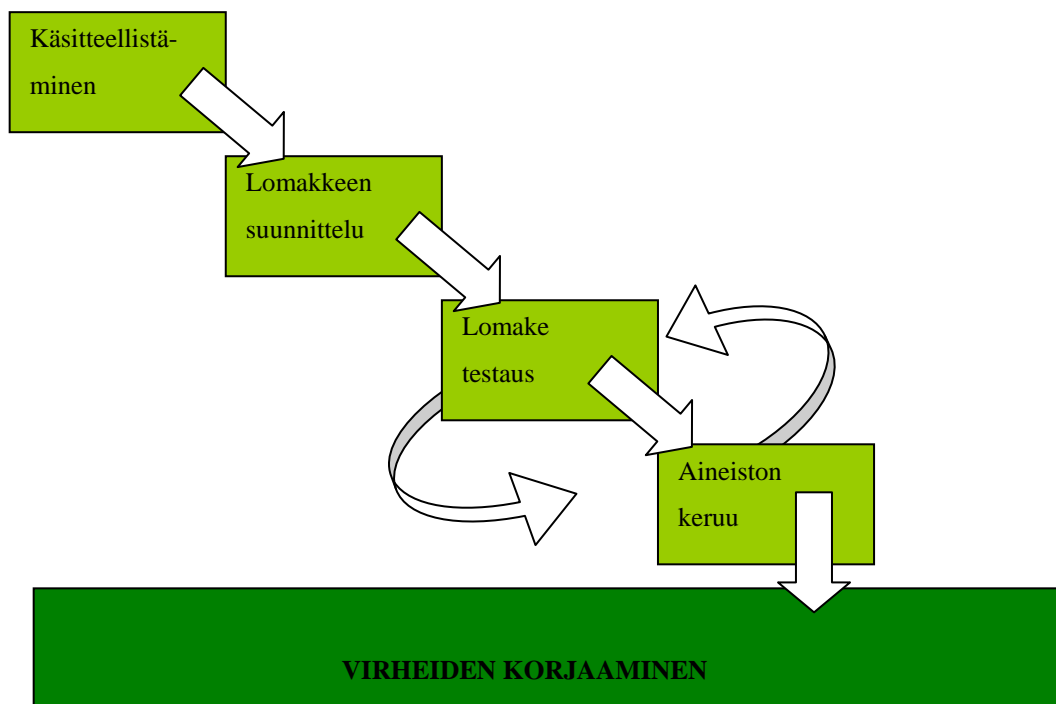 Käsitteellistä-
minen
Lomakkeen
suunnittelu
Lomake
testaus
Aineiston
keruu
VIRHEIDEN KORJAAMINEN